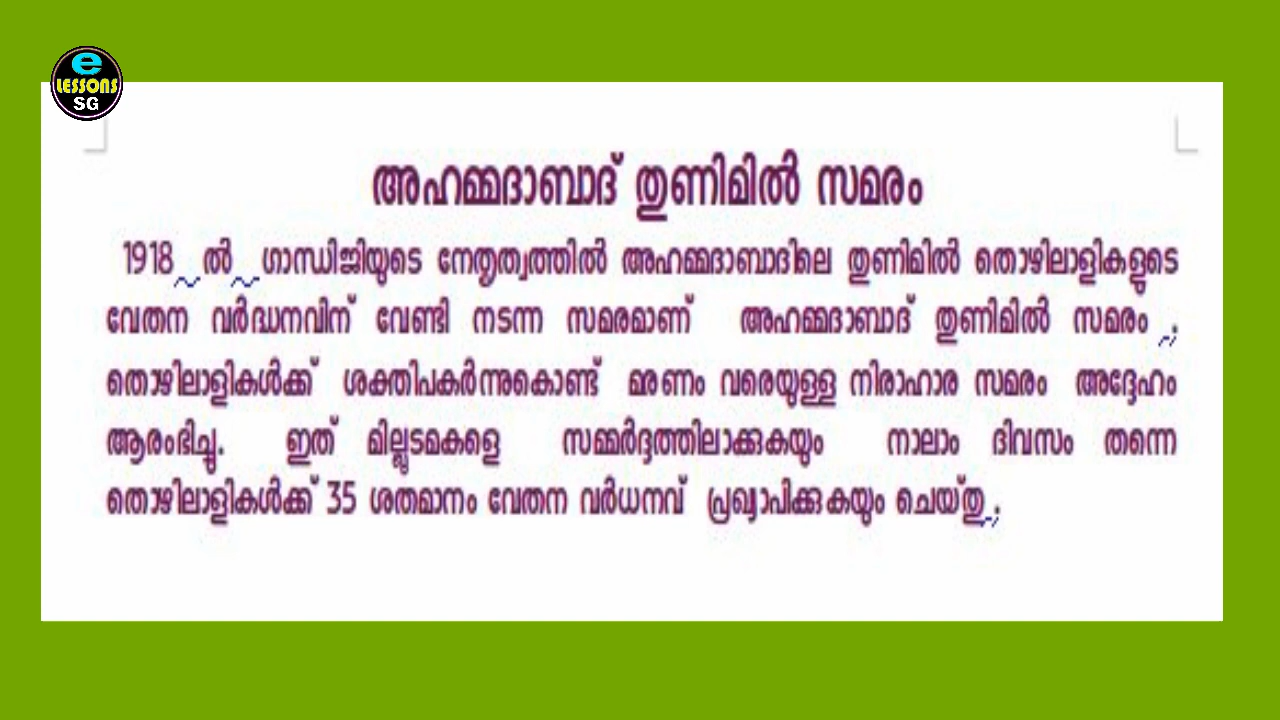 e
LESSONS
SG
അഹമ്മദാബാദ് തുണിമിൽ സമരം
1918 ൽ ഗാന്ധിജിയുടെ നേതൃത്വത്തിൽ അഹമ്മദാബാദിലെ തുണിമിൽ തൊഴിലാളികളുടെ
വേതന വർദ്ധനവിന് വേണ്ടി നടന്ന സമരമാണ് അഹമ്മദാബാദ് തുണിമിൽ സമരം .
തൊഴിലാളികൾക്ക് ശക്തിപകർന്നുകൊണ്ട് മരണം വരെയുള്ള നിരാഹാര സമരം അദ്ദേഹം
ആരംഭിച്ചു. ഇത് മില്ലുടമകളെ സമ്മർദ്ദത്തിലാക്കുകയും നാലാം ദിവസം തന്നെ
തൊഴിലാളികൾക്ക് 35 ശതമാനം വേതന വർധനവ് പ്രഖ്യാപിക്കുകയും ചെയ്തു .